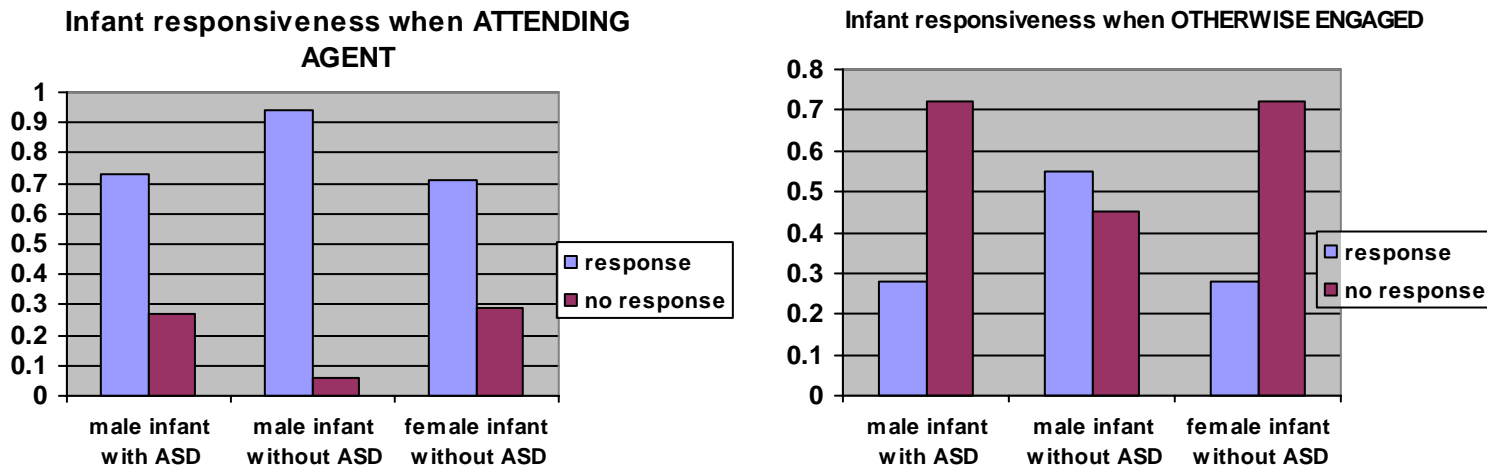 Infant responsiveness when ATTENDING
AGENT
1
0.9
0.8
0.7
0.6
0.5
0.4
0.3
0.2
0.1
0
male infant
with ASD
male infant
without ASD
female infant
without ASD
response
no response
Infant responsiveness when OTHERWISE ENGAGED
0.8
0.7
0.6
0.5
0.4
0.3
0.2
0.1
0
male infant
with ASD
male infant
without ASD
female infant
without ASD
response
no response